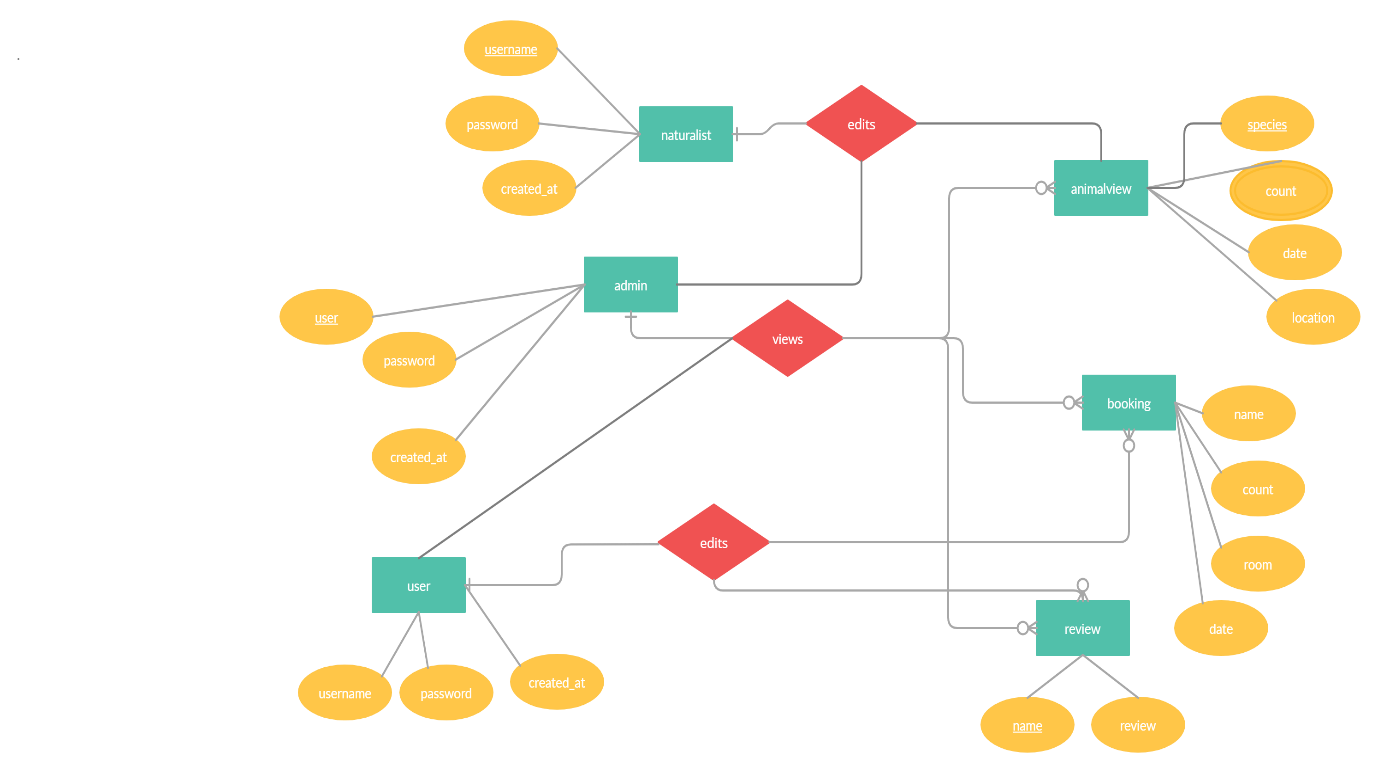 username
password
created_at
naturalist
edits
species
count
date
location
animalview
admin
user
password
created_at
views
booking
name
count
room
date
edits
user
username
password
created_at
review
name
review